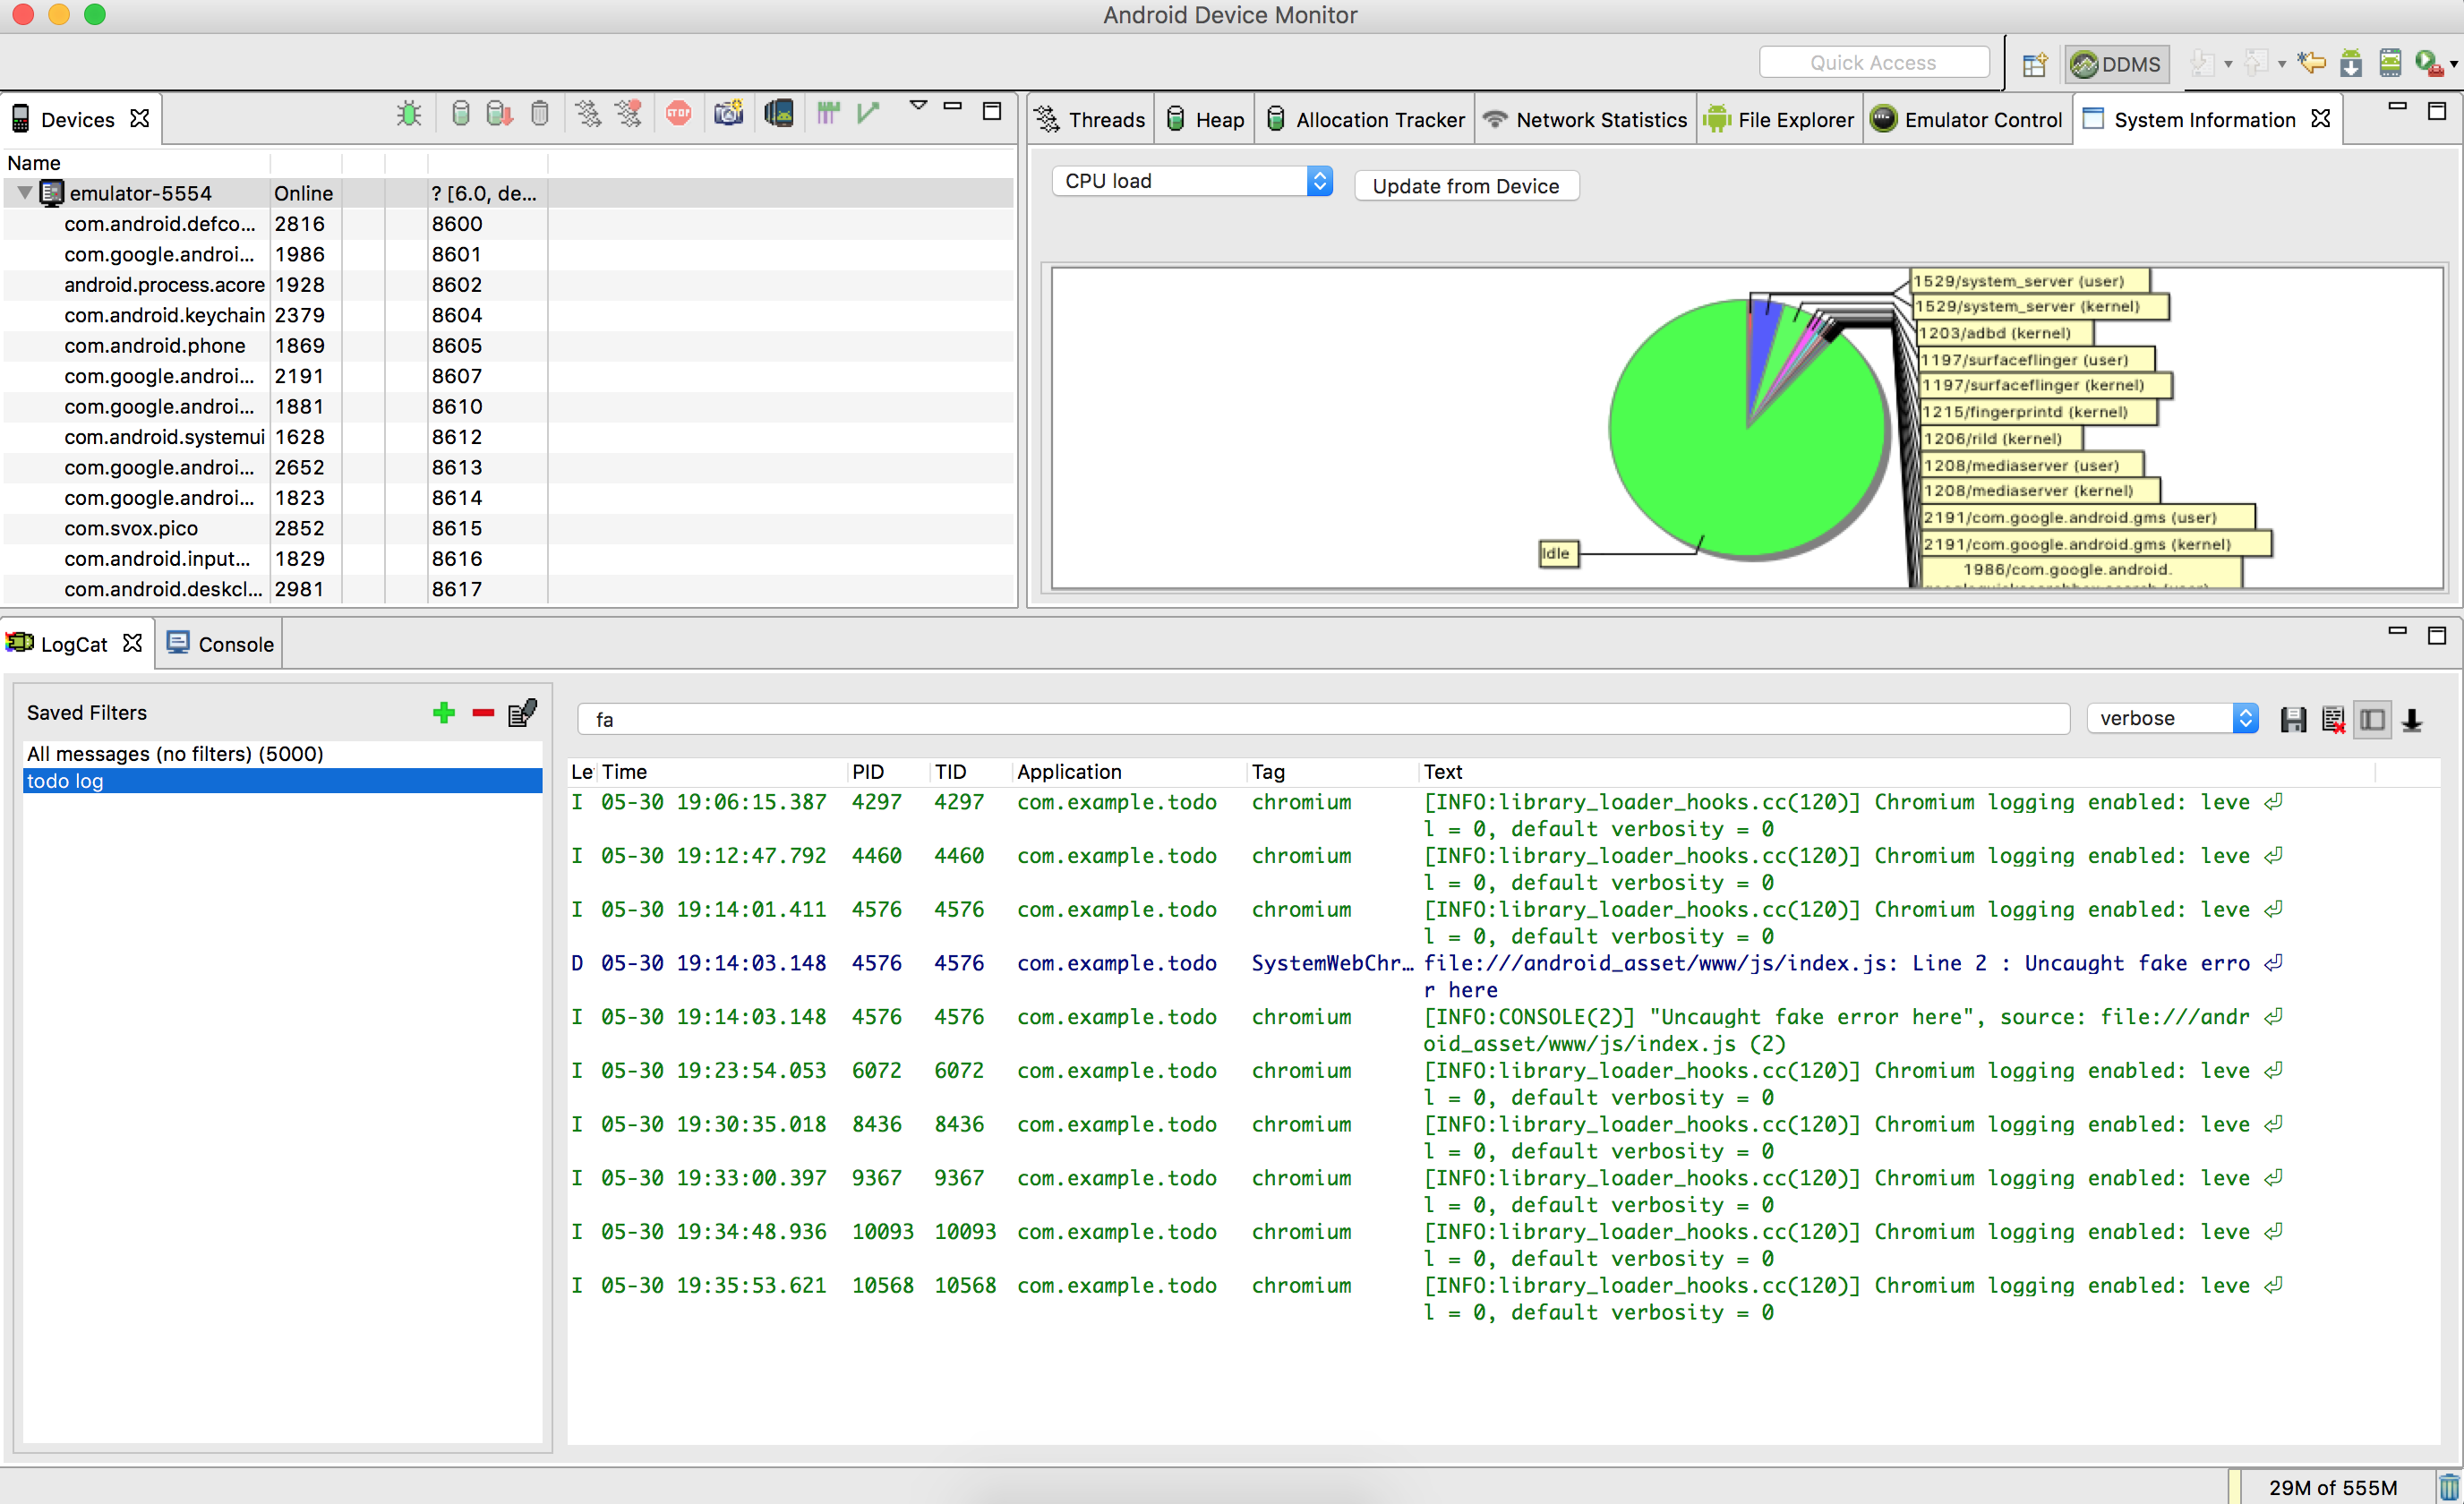 Android Device Monitor
Quick Access
DDMS
Devices
Name
emulator-5554 Online ? [6.0, de...
com.android.defco... 2816 8600
com.google.androi... 1986 8601
android.process.acore 1928 8602
com.android.keychain 2379 8604
com.android.phone 1869 8605
com.google.androi... 2191 8607
com.google.androi... 1881 8610
com.android.systemui 1628 8612
com.google.androi... 2652 8613
com.google.androi... 1823 8614
com.svox.pico 2852 8615
com.android.input... 1829 8616
com.android.deskcl... 2981 8617
Threads Heap Allocation Tracker Network Statistics File Explorer Emulator Control System Information
CPU load Update from Device
1529/system_server (user)
1529/system_server (kernel)
1203/adbd (kernel)
1197/surfaceflinger (user)
1197/surfaceflinger (kernel)
1215/fingerprintd (kernel)
1206/rild (kernel)
1208/mediaserver (user)
1208/mediaserver (kernel)
2191/com.google.android.gms (user)
2191/com.google.android.gms (kernel)
1986/com.google.android.
Idle
LogCat Console
Saved Filters
All messages (no filters) (5000)
todo log
fa
verbose
Le Time PID TID Application Tag Text
I 05-30 19:06:15.387 4297 4297 com.example.todo chromium [INFO:library_loader_hooks.cc(120)] Chromium logging enabled: leve
l = 0, default verbosity = 0
I 05-30 19:12:47.792 4460 4460 com.example.todo chromium [INFO:library_loader_hooks.cc(120)] Chromium logging enabled: leve
l = 0, default verbosity = 0
I 05-30 19:14:01.411 4576 4576 com.example.todo chromium [INFO:library_loader_hooks.cc(120)] Chromium logging enabled: leve
l = 0, default verbosity = 0
D 05-30 19:14:03.148 4576 4576 com.example.todo SystemWebChr... file:///android_asset/www/js/index.js: Line 2 : Uncaught fake erro
r here
I 05-30 19:14:03.148 4576 4576 com.example.todo chromium [INFO:CONSOLE(2)] "Uncaught fake error here", source: file:///andr
oid_asset/www/js/index.js (2)
I 05-30 19:23:54.053 6072 6072 com.example.todo chromium [INFO:library_loader_hooks.cc(120)] Chromium logging enabled: leve
l = 0, default verbosity = 0
I 05-30 19:30:35.018 8436 8436 com.example.todo chromium [INFO:library_loader_hooks.cc(120)] Chromium logging enabled: leve
l = 0, default verbosity = 0
I 05-30 19:33:00.397 9367 9367 com.example.todo chromium [INFO:library_loader_hooks.cc(120)] Chromium logging enabled: leve
l = 0, default verbosity = 0
I 05-30 19:34:48.936 10093 10093 com.example.todo chromium [INFO:library_loader_hooks.cc(120)] Chromium logging enabled: leve
l = 0, default verbosity = 0
I 05-30 19:35:53.621 10568 10568 com.example.todo chromium [INFO:library_loader_hooks.cc(120)] Chromium logging enabled: leve
l = 0, default verbosity = 0
29M of 555M